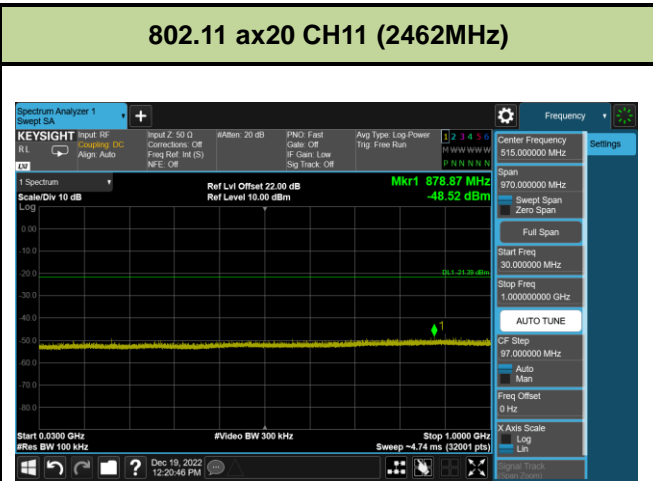 802.11 ax20 CH11 (2462MHz)
Spectrum Analyzer 1
Swept SA
+
Frequency
KEYSIGHT
RL
LXI
Input: RF
Coupling: DC
Align: Auto
Input Z: 50 Ω
Corrections: Off
Freq Ref: Int (S)
NFE: Off
#Atten: 20 dB
PNO: Fast
Gate: Off
IF Gain: Low
Sig Track: Off
Avg Type: Log-Power
Trig: Free Run
1 2 3 4 5 6
M W W W W W
P N N N N N
Center Frequency
515.000000 MHz
Settings
Span
970.000000 MHz
Swept Span
Zero Span
Full Span
Start Freq
30.000000 MHz
Stop Freq
1.000000000 GHz
AUTO TUNE
CF Step
97.000000 MHz
Auto
Man
Freq Offset
0 Hz
X Axis Scale
Log
Lin
Signal Track
(Span Zoom)
1 Spectrum
Scale/Div 10 dB
Log
Ref Lvl Offset 22.00 dB
Ref Level 10.00 dBm
Mkr1 878.87 MHz
-48.52 dBm
0.00
-10.0
-20.0
DL1 -21.39 dBm
-30.0
-40.0
1
-50.0
-60.0
-70.0
-80.0
Start 0.0300 GHz
#Res BW 100 kHz
#Video BW 300 kHz
Stop 1.0000 GHz
Sweep ~4.74 ms (32001 pts)
?
Dec 19, 2022
12:20:46 PM